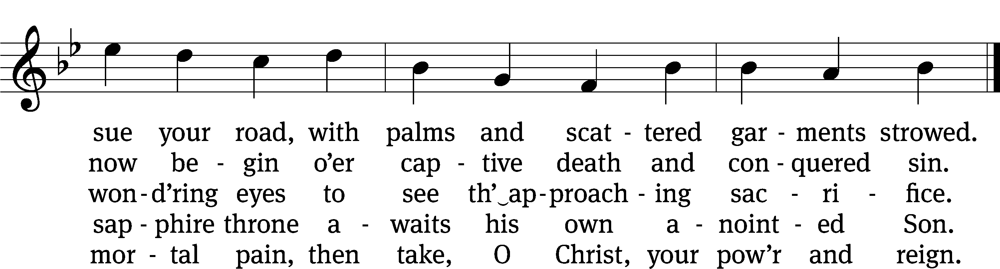 sue your road, with palms and scat - tered gar - ments strowed.
now be - gin o’er cap - tive death and con - quered sin.
won - d’ring eyes to see th’‿ap - proach - ing sac - ri - fice.
sap - phire throne a - waits his own a - noint - ed Son.
mor - tal pain, then take, O Christ, your pow’r and reign.